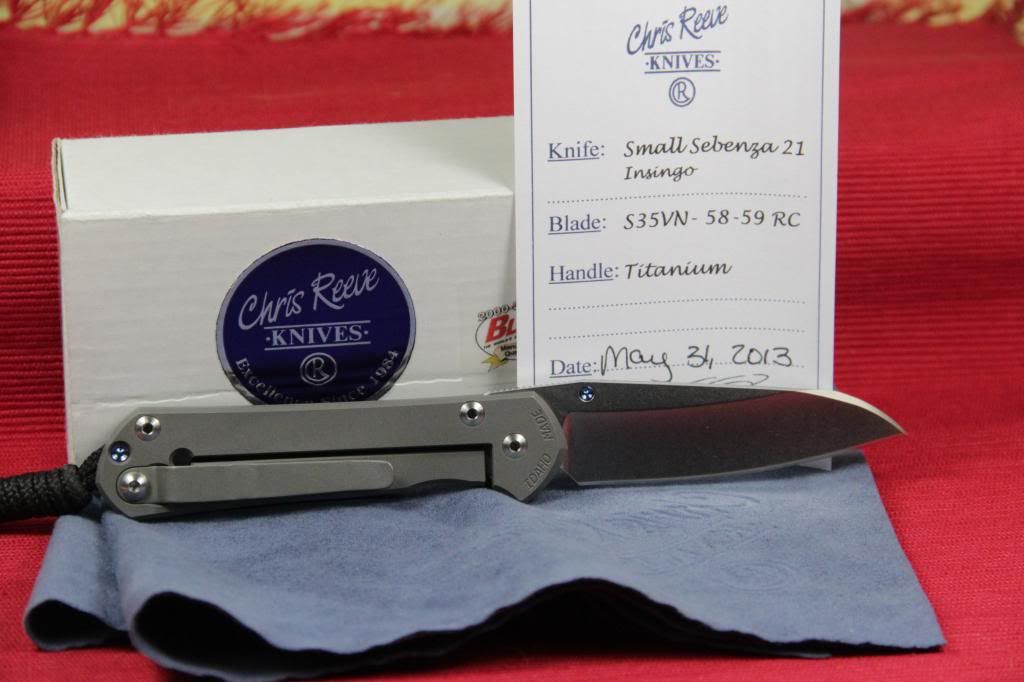 Chris Reeve
·KNIVES·
R
Knife: Small Sebenza 21
Insingo
Blade: S35VN - 58-59 RC
Handle: Titanium
Date: May 31, 2013
Chris Reeve
·KNIVES·
R
Excellence Since 1984
2000
IDAHO MADE